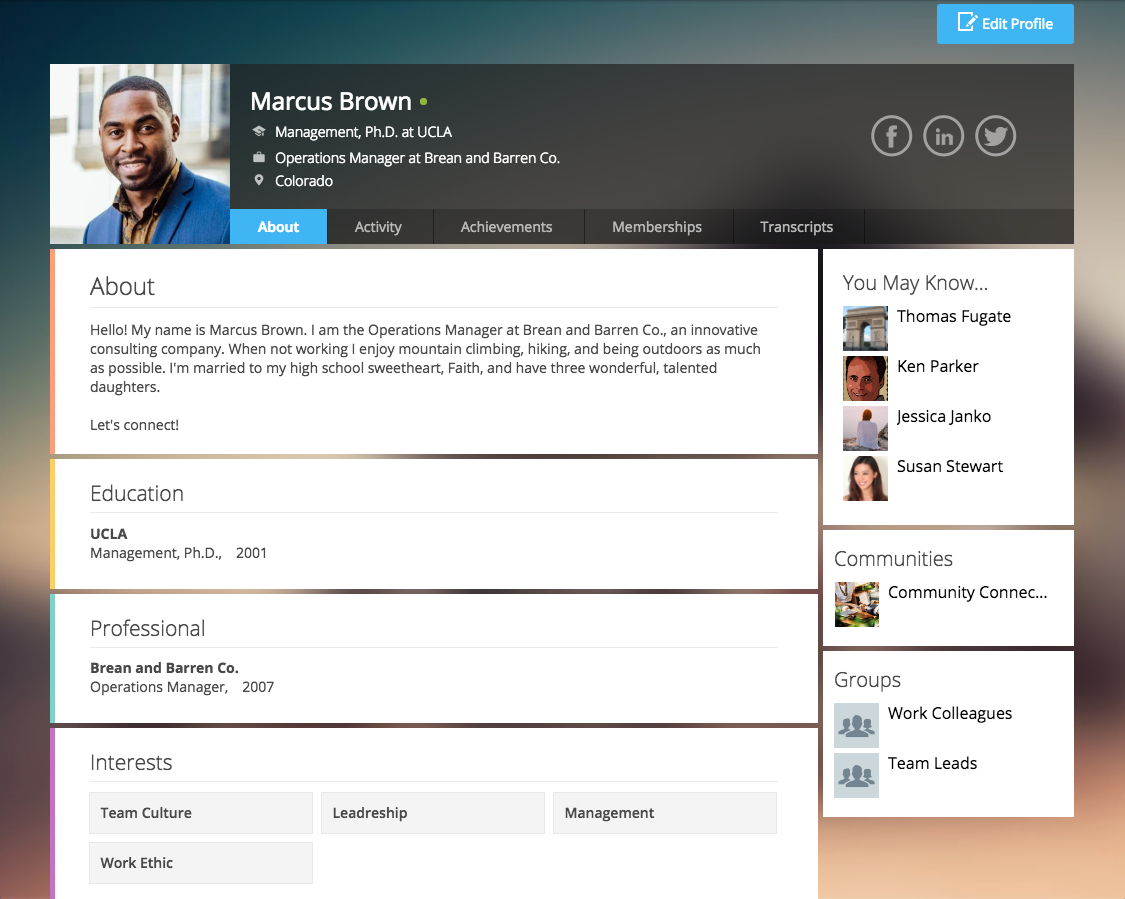 Edit Profile
Marcus Brown
Management, Ph.D. at UCLA
Operations Manager at Brean and Barren Co.
Colorado
f
in
About
Activity
Achievements
Memberships
Transcripts
About
Hello! My name is Marcus Brown. I am the Operations Manager at Brean and Barren Co., an innovative
consulting company. When not working I enjoy mountain climbing, hiking, and being outdoors as much
as possible. I'm married to my high school sweetheart, Faith, and have three wonderful, talented
daughters.
Let's connect!
Education
UCLA
Management, Ph.D., 2001
Professional
Brean and Barren Co.
Operations Manager, 2007
Interests
Team Culture
Leadreship
Management
Work Ethic
You May Know...
Thomas Fugate
Ken Parker
Jessica Janko
Susan Stewart
Communities
Community Connec...
Groups
Work Colleagues
Team Leads